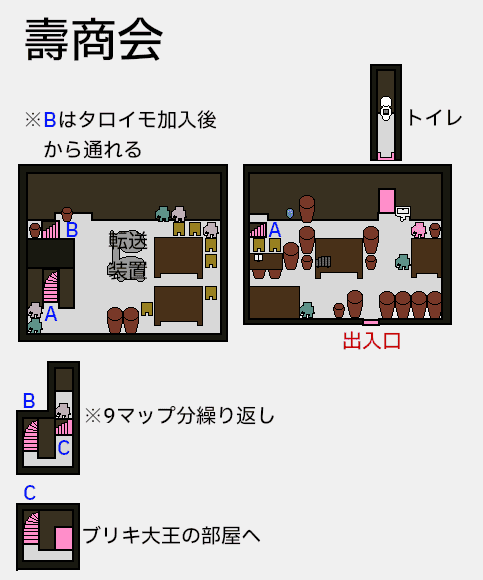 壽商会
※Bはタロイモ加入後
から通れる
トイレ
B
転送
装置
A
A
出入口
B
※9マップ分繰り返し
C
C
ブリキ大王の部屋へ